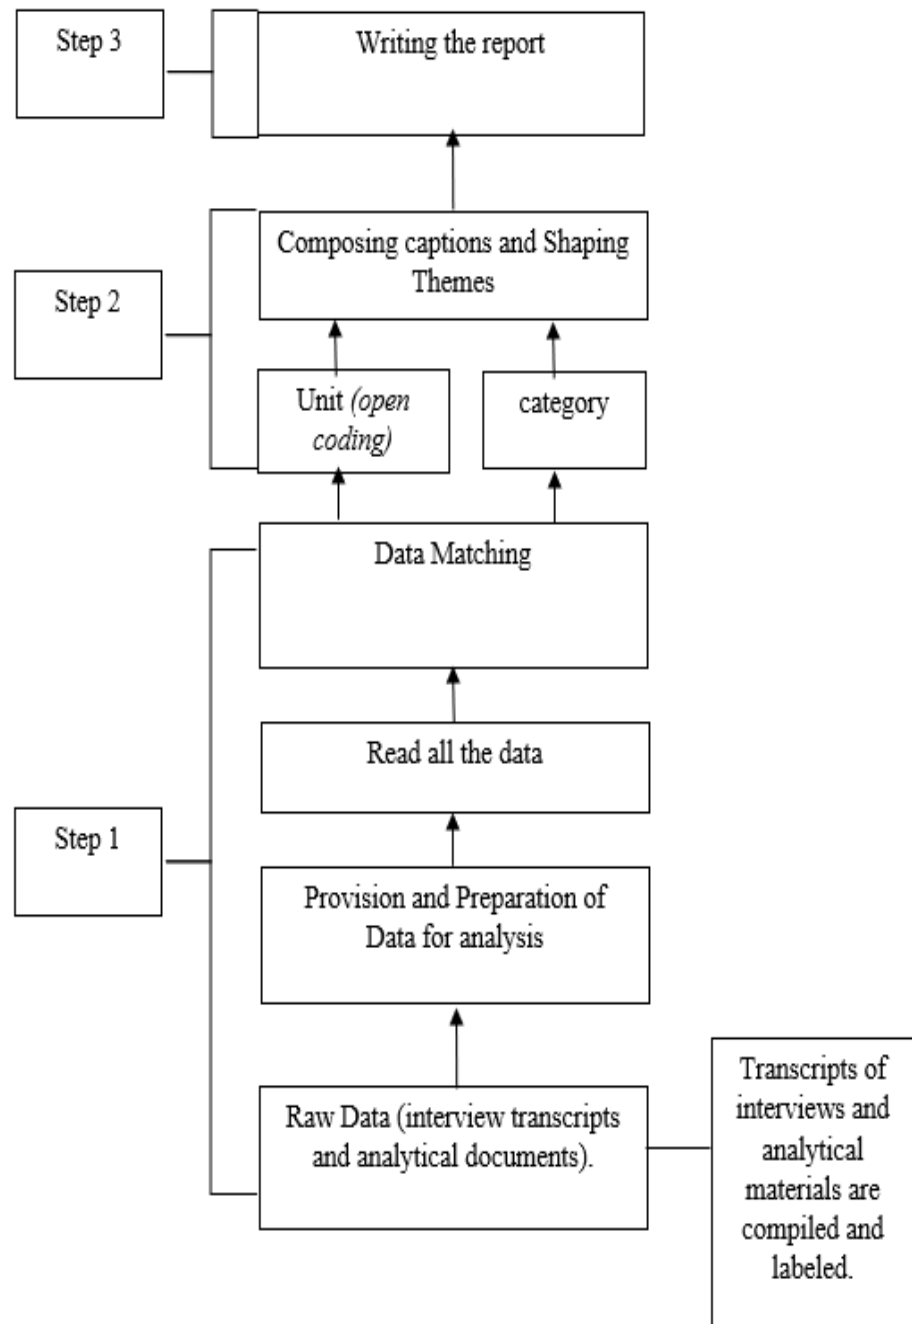 Step 3
Writing the report
Composing captions and Shaping
Themes
Step 2
Unit (open
coding)
category
Data Matching
Read all the data
Step 1
Provision and Preparation of
Data for analysis
Raw Data (interview transcripts
and analytical documents).
Transcripts of
interviews and
analytical
materials are
compiled and
labeled.